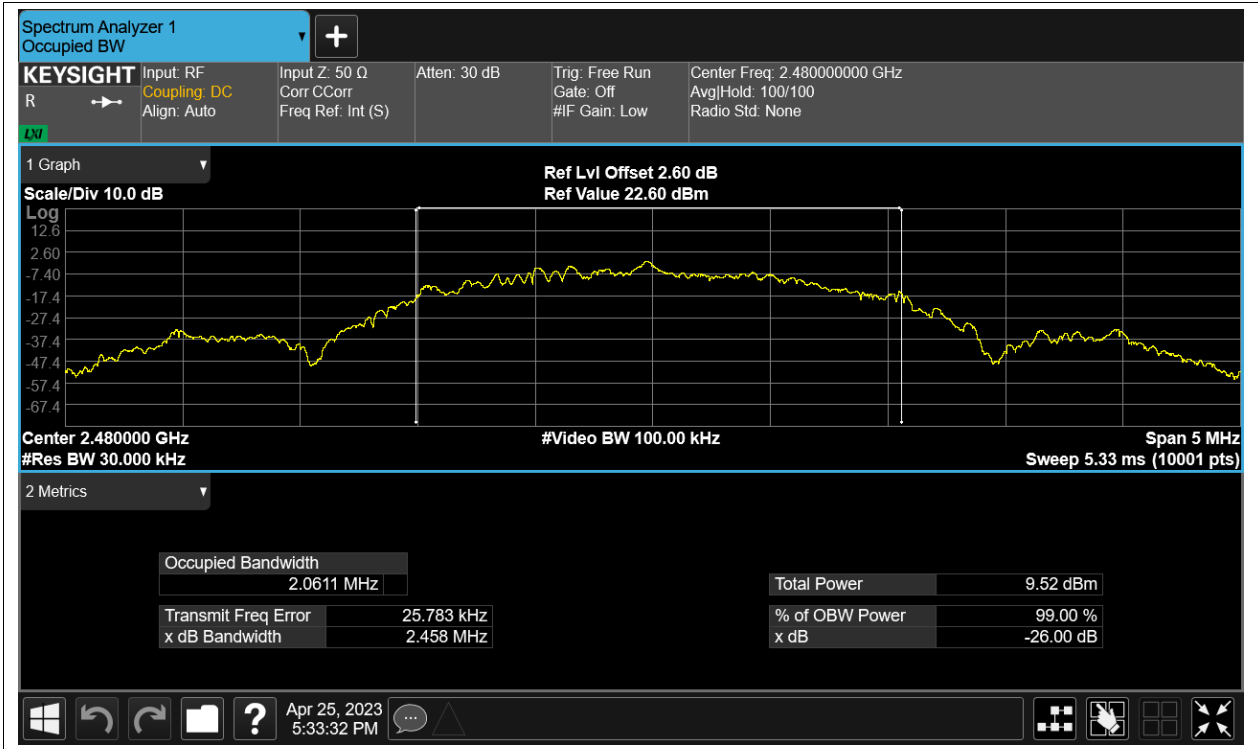 Spectrum Analyzer 1
Occupied BW
KEYSIGHT
R
LXI
Input: RF
Coupling: DC
Align: Auto
Input Z: 50 Ω
Corr CCorr
Freq Ref: Int (S)
Atten: 30 dB
Trig: Free Run
Gate: Off
#IF Gain: Low
Center Freq: 2.480000000 GHz
Avg|Hold: 100/100
Radio Std: None
1 Graph
Scale/Div 10.0 dB
Ref Lvl Offset 2.60 dB
Ref Value 22.60 dBm
Log
12.6
2.60
-7.40
-17.4
-27.4
-37.4
-47.4
-57.4
-67.4
Center 2.480000 GHz
#Res BW 30.000 kHz
#Video BW 100.00 kHz
Span 5 MHz
Sweep 5.33 ms (10001 pts)
2 Metrics
Occupied Bandwidth
2.0611 MHz
Transmit Freq Error 25.783 kHz
x dB Bandwidth 2.458 MHz
Total Power 9.52 dBm
% of OBW Power 99.00 %
x dB -26.00 dB
?
Apr 25, 2023
5:33:32 PM